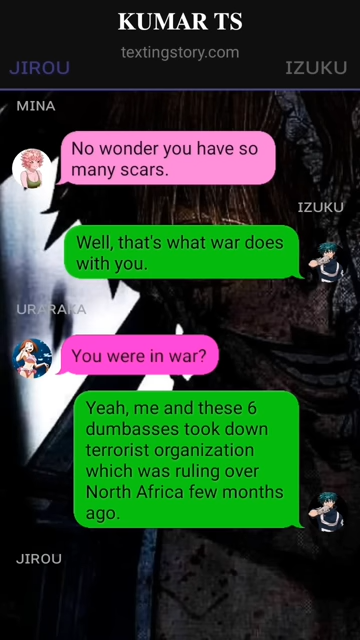 KUMAR TS
textingstory.com
JIROU
IZUKU
MINA
No wonder you have so
many scars.
IZUKU
Well, that's what war does
with you.
URARAKA
You were in war?
Yeah, me and these 6
dumbasses took down
terrorist organization
which was ruling over
North Africa few months
ago.
JIROU